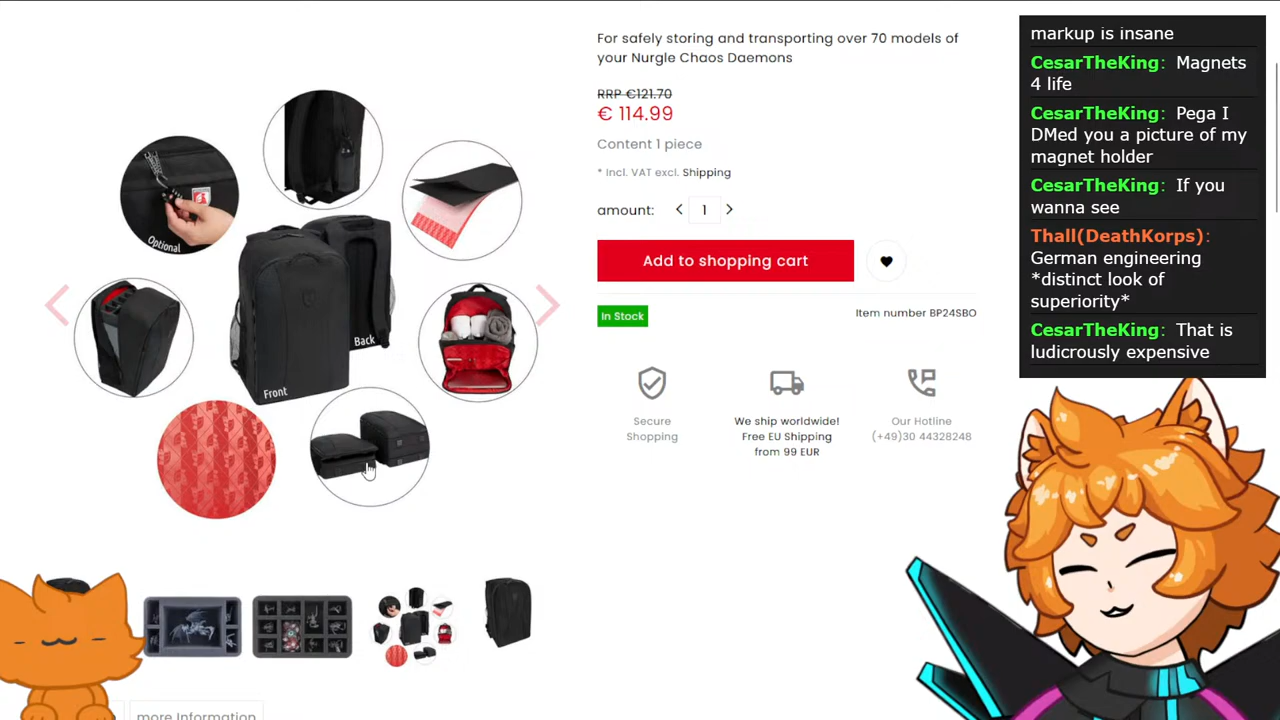 For safely storing and transporting over 70 models of
your Nurgle Chaos Daemons
RRP €121.70
€ 114.99
Content 1 piece
* Incl. VAT excl. Shipping
amount:
1
Add to shopping cart
In Stock
Item number BP24SBO
Secure
Shopping
We ship worldwide!
Free EU Shipping
from 99 EUR
Our Hotline
(+49)30 44328248
Optional
Back
Front
more Information
markup is insane
CesarTheKing: Magnets
4 life
CesarTheKing: Pega I
DMed you a picture of my
magnet holder
CesarTheKing: If you
wanna see
Thall(DeathKorps):
German engineering
*distinct look of
superiority*
CesarTheKing: That is
ludicrously expensive